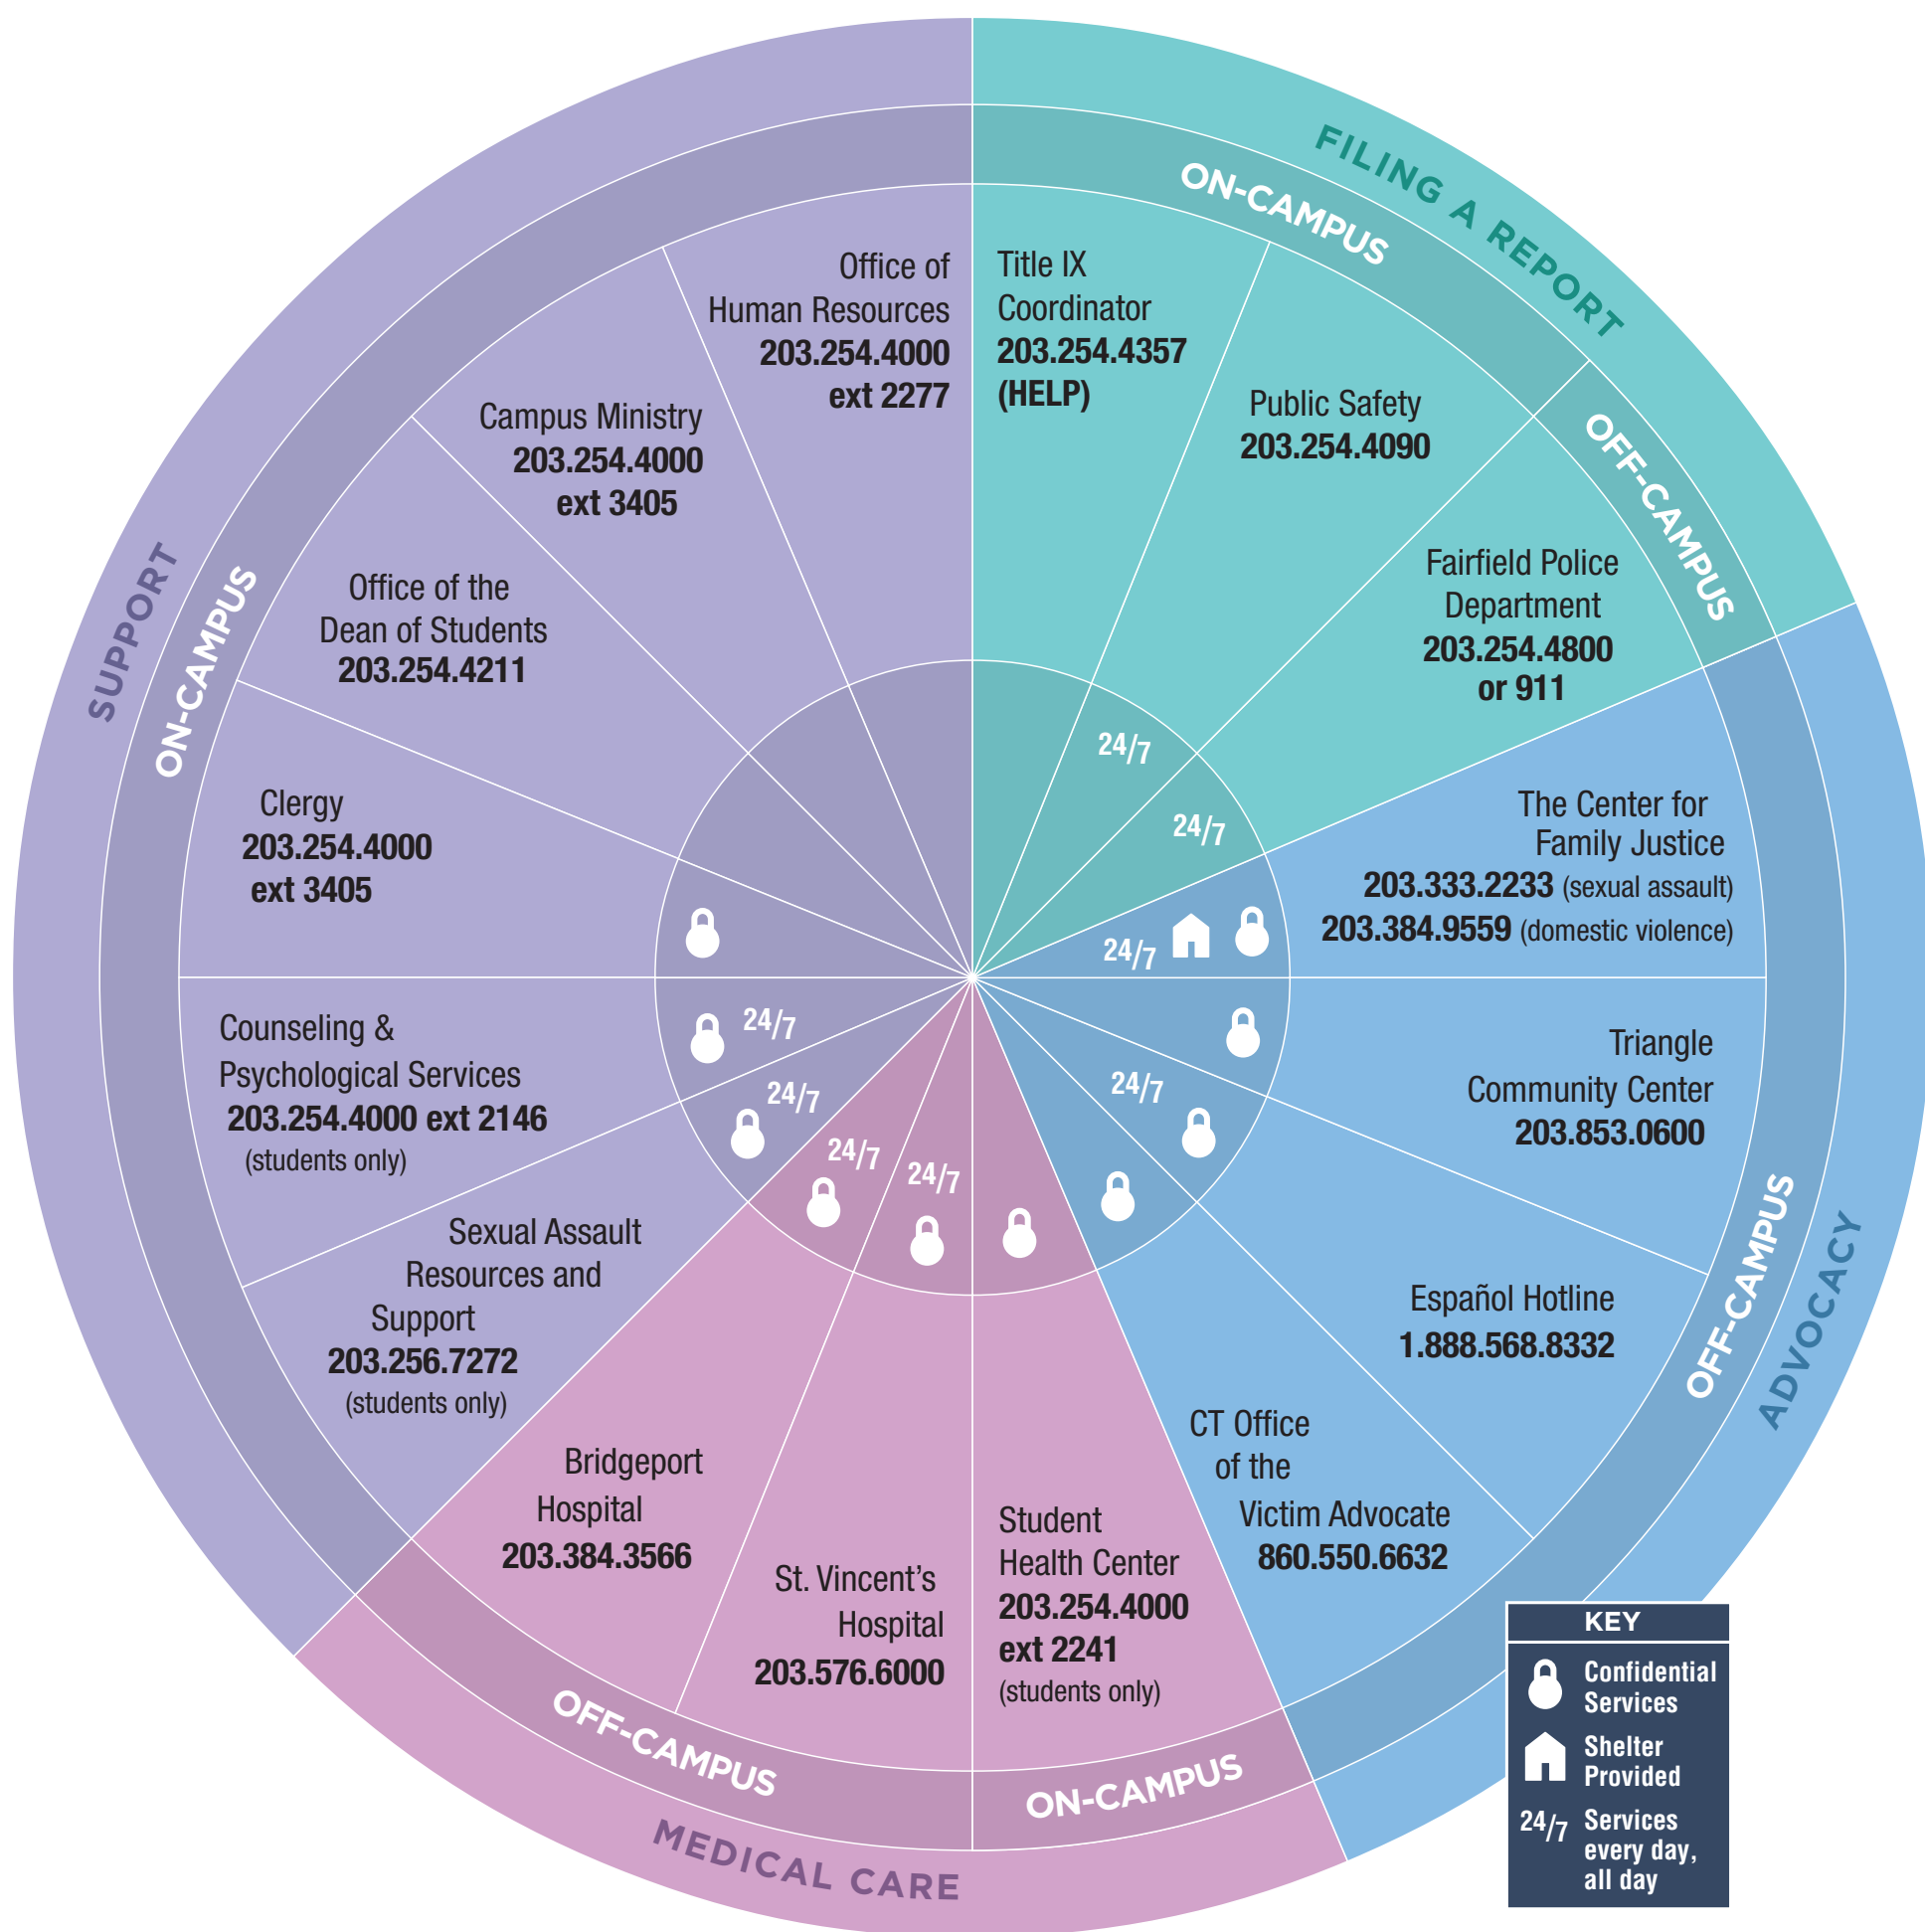 FILING A REPORT
ON-CAMPUS
Title IX
Coordinator
203.254.4357
(HELP)
Public Safety
203.254.4090
24/7
OFF-CAMPUS
Fairfield Police
Department
203.254.4800
or 911
24/7
ADVOCACY
OFF-CAMPUS
The Center for
Family Justice
203.333.2233 (sexual assault)
203.384.9559 (domestic violence)
24/7
Triangle
Community Center
203.853.0600
Español Hotline
1.888.568.8332
24/7
CT Office
of the
Victim Advocate
860.550.6632
MEDICAL CARE
ON-CAMPUS
Student
Health Center
203.254.4000
ext 2241
(students only)
OFF-CAMPUS
St. Vincent’s
Hospital
203.576.6000
24/7
Bridgeport
Hospital
203.384.3566
24/7
SUPPORT
ON-CAMPUS
Sexual Assault
Resources and
Support
203.256.7272
(students only)
24/7
Counseling &
Psychological Services
203.254.4000 ext 2146
(students only)
24/7
Clergy
203.254.4000
ext 3405
Office of the
Dean of Students
203.254.4211
Campus Ministry
203.254.4000
ext 3405
Office of
Human Resources
203.254.4000
ext 2277
KEY
Confidential
Services
Shelter
Provided
24/7 Services
every day,
all day